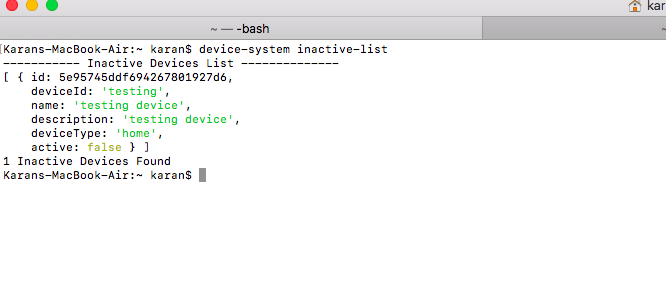 kar
~ — -bash
Karans-MacBook-Air:~ karan$ device-system inactive-list
----------- Inactive Devices List --------------
[ { id: 5e95745ddf694267801927d6,
deviceId: 'testing',
name: 'testing device',
description: 'testing device',
deviceType: 'home',
active: false } ]
1 Inactive Devices Found
Karans-MacBook-Air:~ karan$